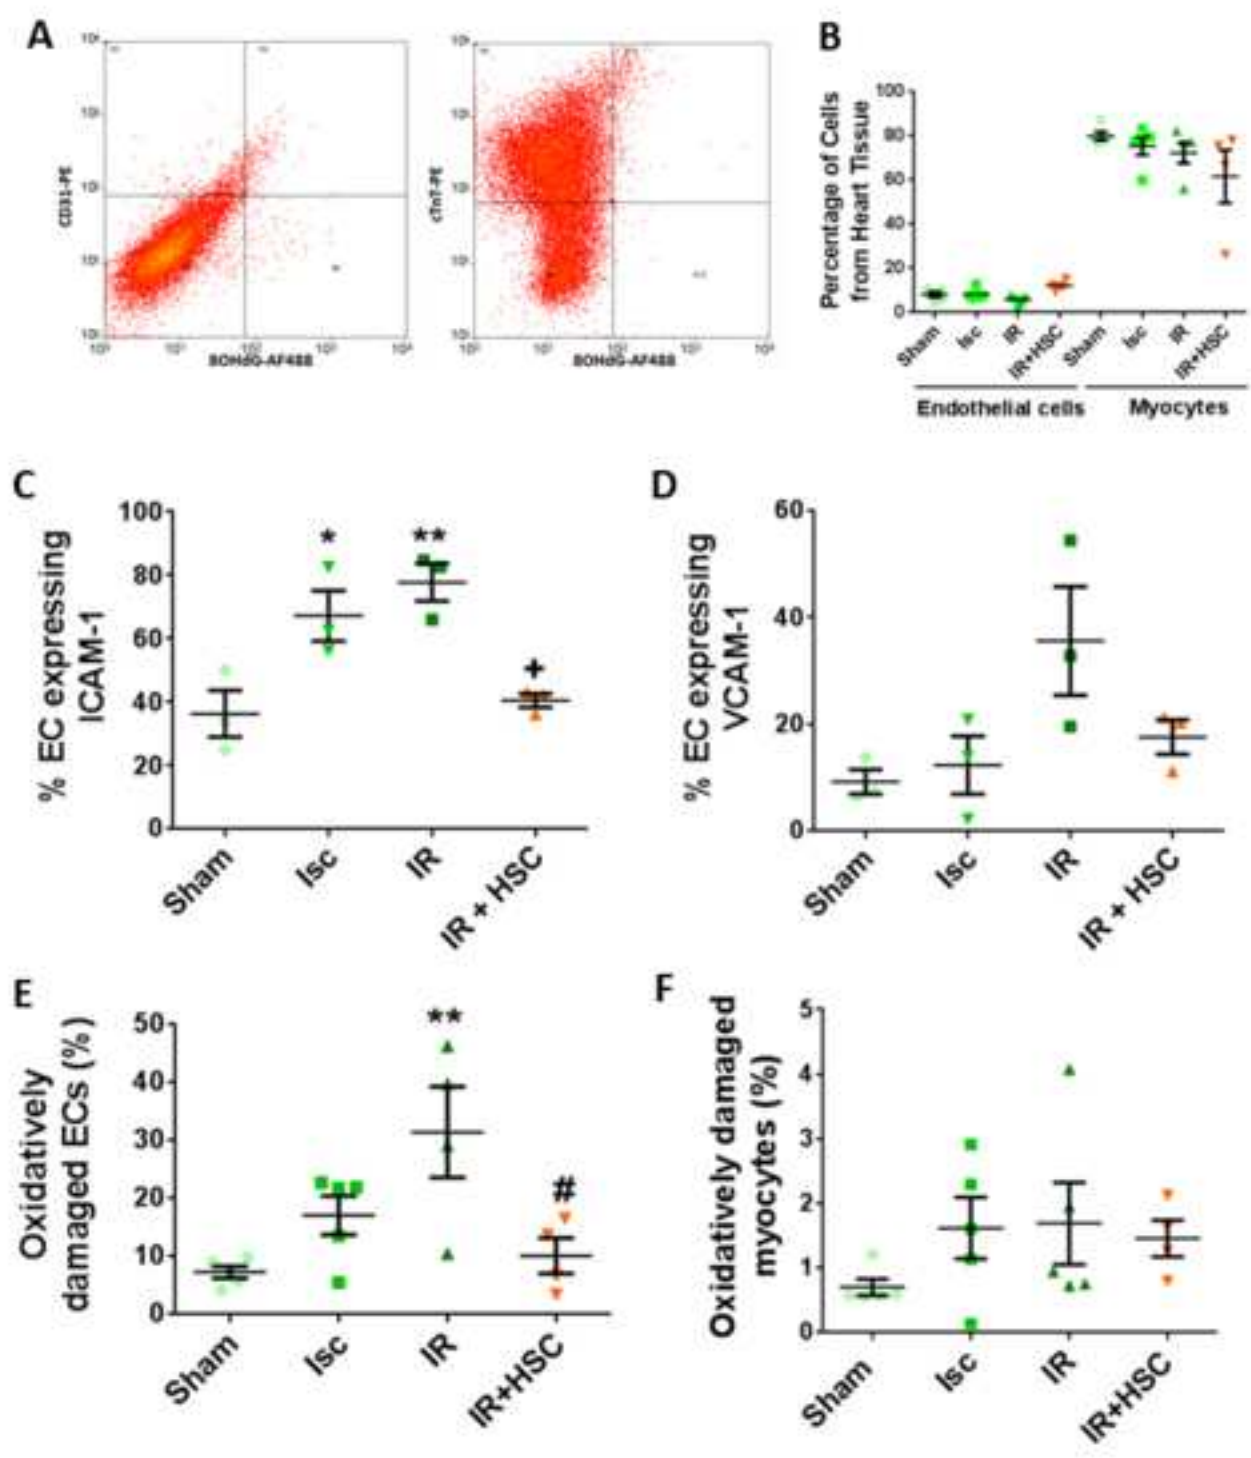 A
CD31-PE
8OHdG-AF488
cTnT-PE
8OHdG-AF488
B
Percentage of Cells
from Heart Tissue
100
80
60
40
20
0
Sham
Isc
IR
IR+HSC
Sham
Isc
IR
IR+HSC
Endothelial cells
Myocytes
C
% EC expressing
ICAM-1
100
80
60
40
20
0
*
**
+
Sham
Isc
IR
IR + HSC
D
% EC expressing
VCAM-1
60
40
20
0
Sham
Isc
IR
IR + HSC
E
Oxidatively
damaged ECs (%)
50
40
30
20
10
0
**
#
Sham
Isc
IR
IR+HSC
F
Oxidatively damaged
myocytes (%)
5
4
3
2
1
0
Sham
Isc
IR
IR+HSC